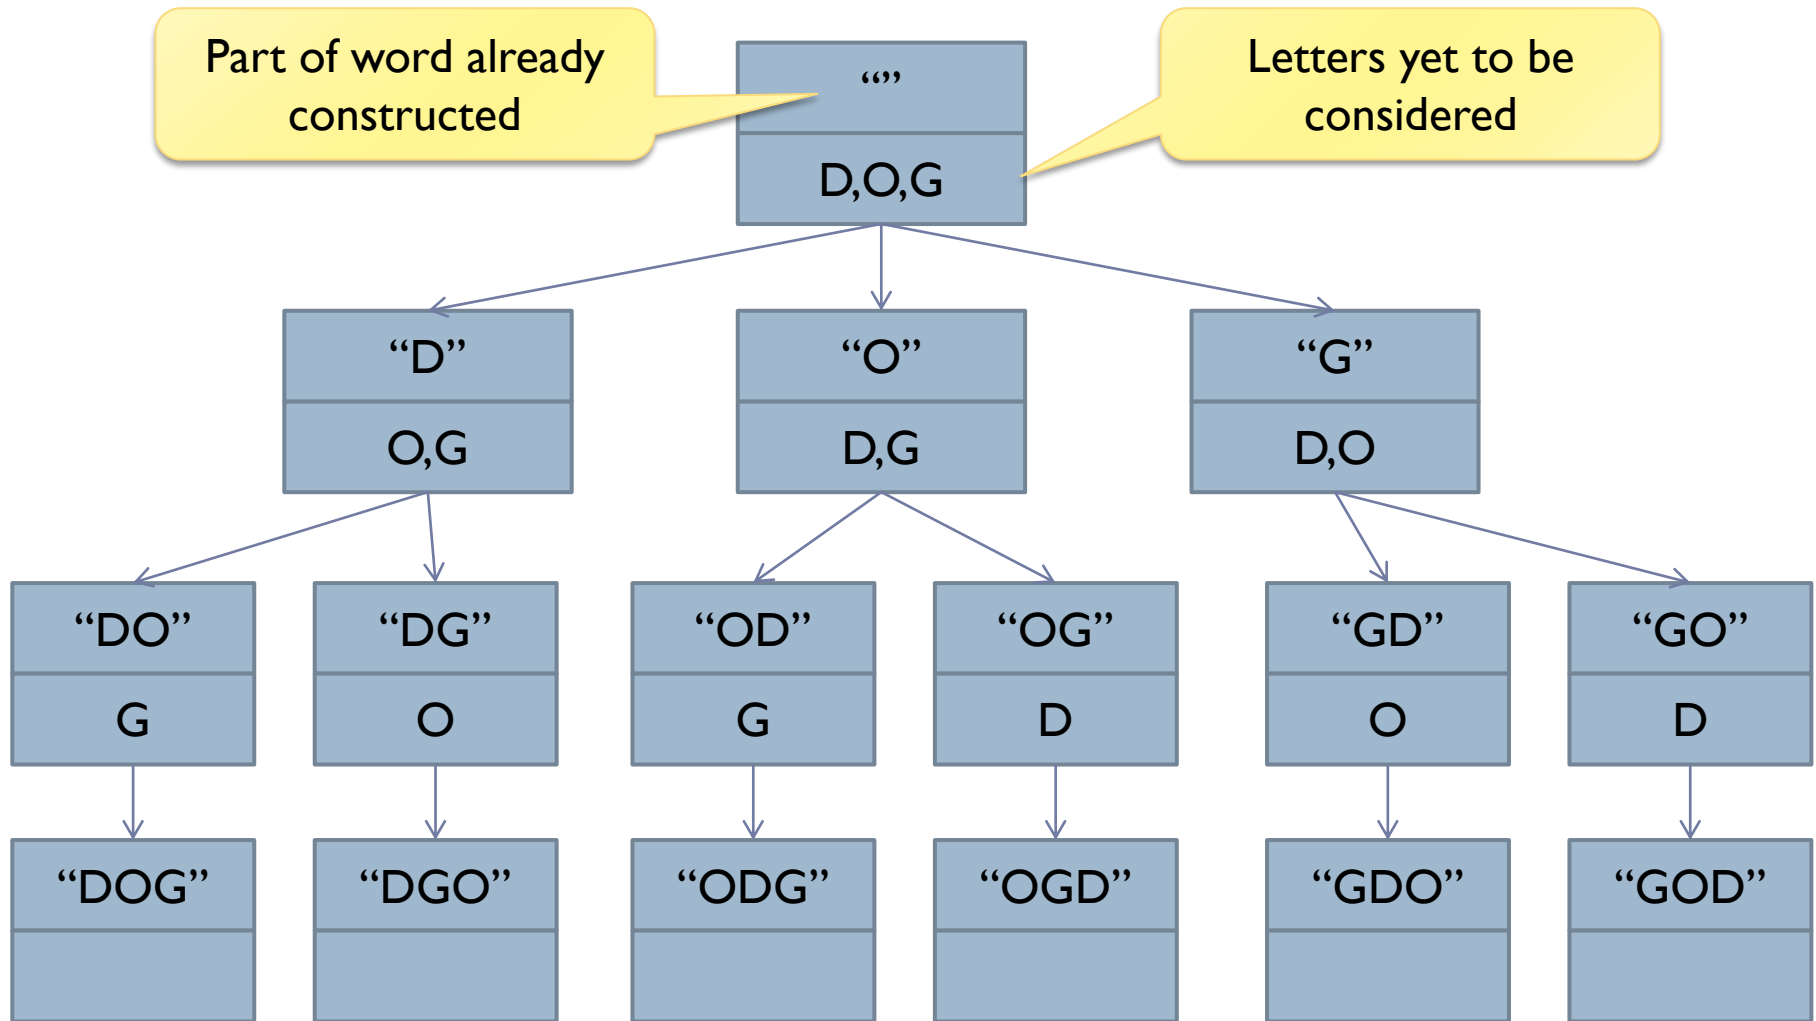 Part of word already
constructed
“”
D,O,G
Letters yet to be
considered
“D”
O,G
“O”
D,G
“G”
D,O
“DO”
G
“DG”
O
“OD”
G
“OG”
D
“GD”
O
“GO”
D
“DOG”
“DGO”
“ODG”
“OGD”
“GDO”
“GOD”